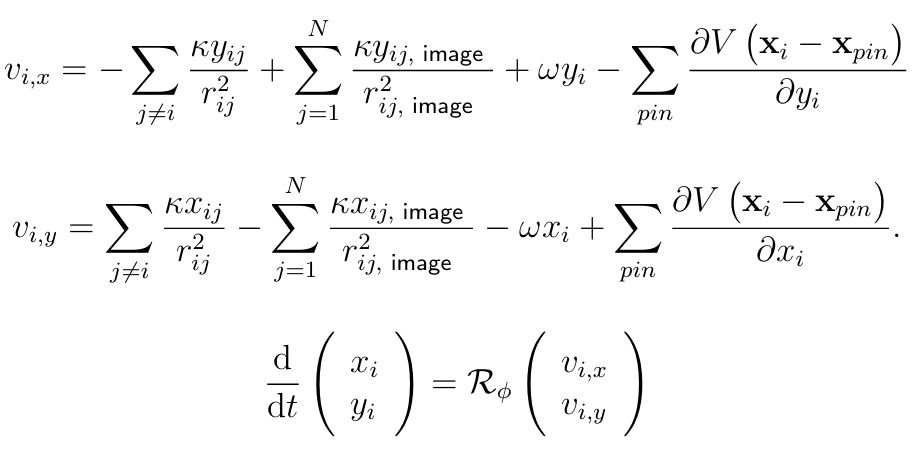 v_{i,x} = -\sum_{j \neq i} \frac{\kappa y_{ij}}{r_{ij}^2} + \sum_{j=1}^{N} \frac{\kappa y_{ij,\text{ image}}}{r_{ij,\text{ image}}^2} + \omega y_i - \sum_{pin} \frac{\partial V(\mathbf{x}_i - \mathbf{x}_{pin})}{\partial y_i}
v_{i,y} = \sum_{j \neq i} \frac{\kappa x_{ij}}{r_{ij}^2} - \sum_{j=1}^{N} \frac{\kappa x_{ij,\text{ image}}}{r_{ij,\text{ image}}^2} - \omega x_i + \sum_{pin} \frac{\partial V(\mathbf{x}_i - \mathbf{x}_{pin})}{\partial x_i}.
\frac{\mathrm{d}}{\mathrm{d}t} \begin{pmatrix} x_i \\ y_i \end{pmatrix} = \mathcal{R}_\phi \begin{pmatrix} v_{i,x} \\ v_{i,y} \end{pmatrix}